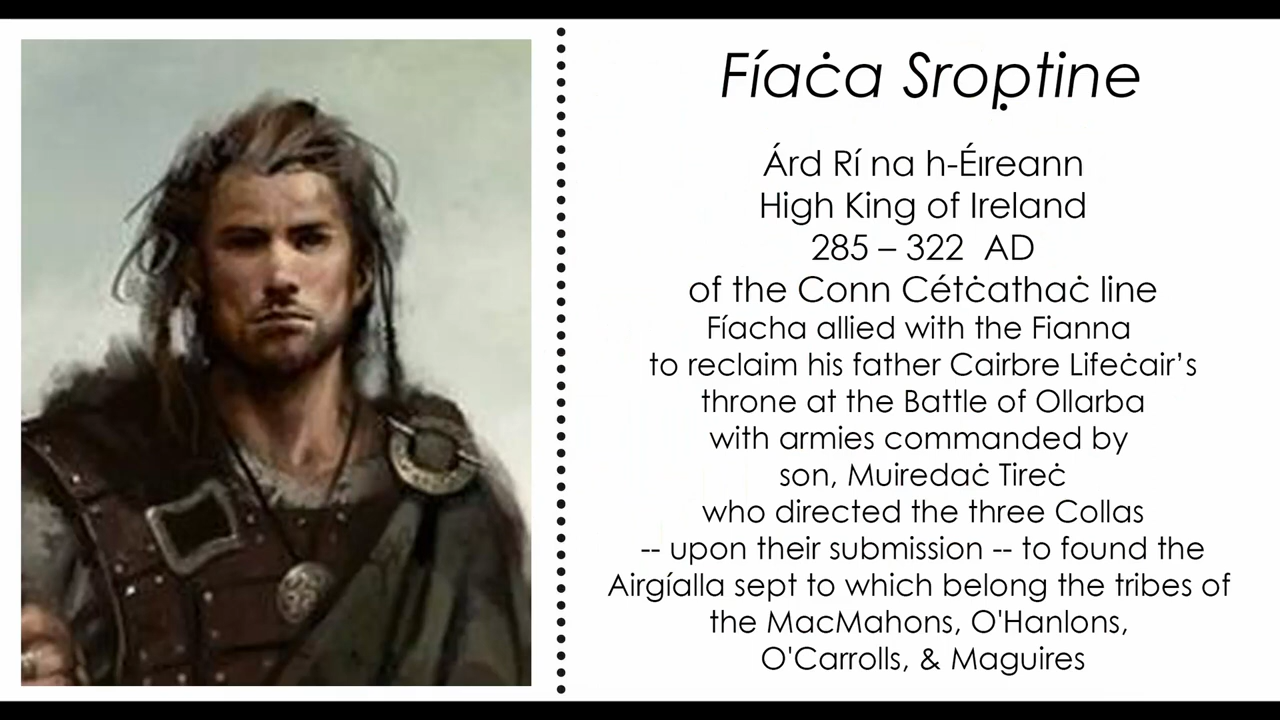 Fíaċa Sropṭine
Árd Rí na h-Éireann
High King of Ireland
285 – 322 AD
of the Conn Cétċathaċ line
Fíacha allied with the Fianna
to reclaim his father Cairbre Lifeċair’s
throne at the Battle of Ollarba
with armies commanded by
son, Muiredaċ Tireċ
who directed the three Collas
-- upon their submission -- to found the
Airgíalla sept to which belong the tribes of
the MacMahons, O'Hanlons,
O'Carrolls, & Maguires